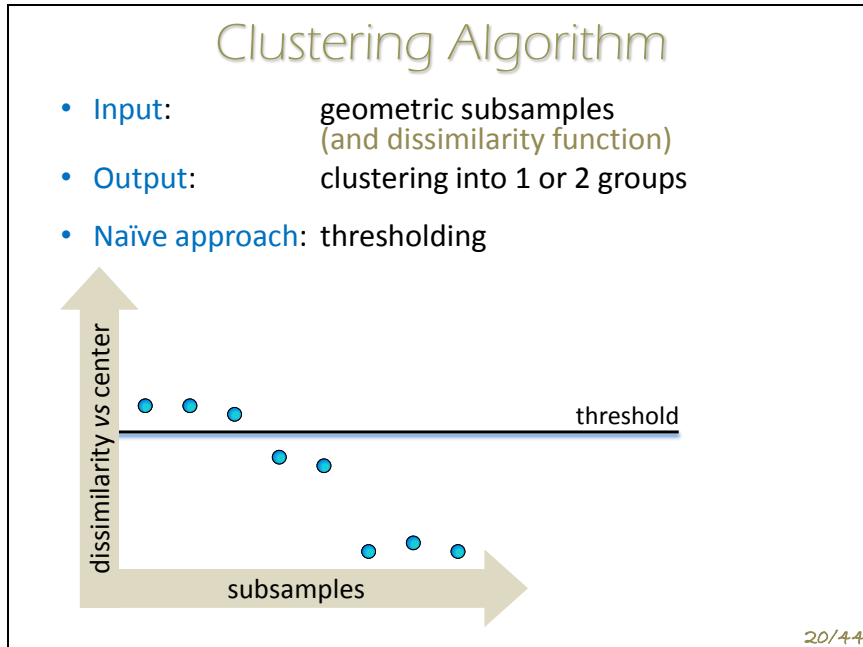 Clustering Algorithm
• Input: geometric subsamples
(and dissimilarity function)
• Output: clustering into 1 or 2 groups
• Naïve approach: thresholding
dissimilarity vs center
threshold
subsamples
20/44